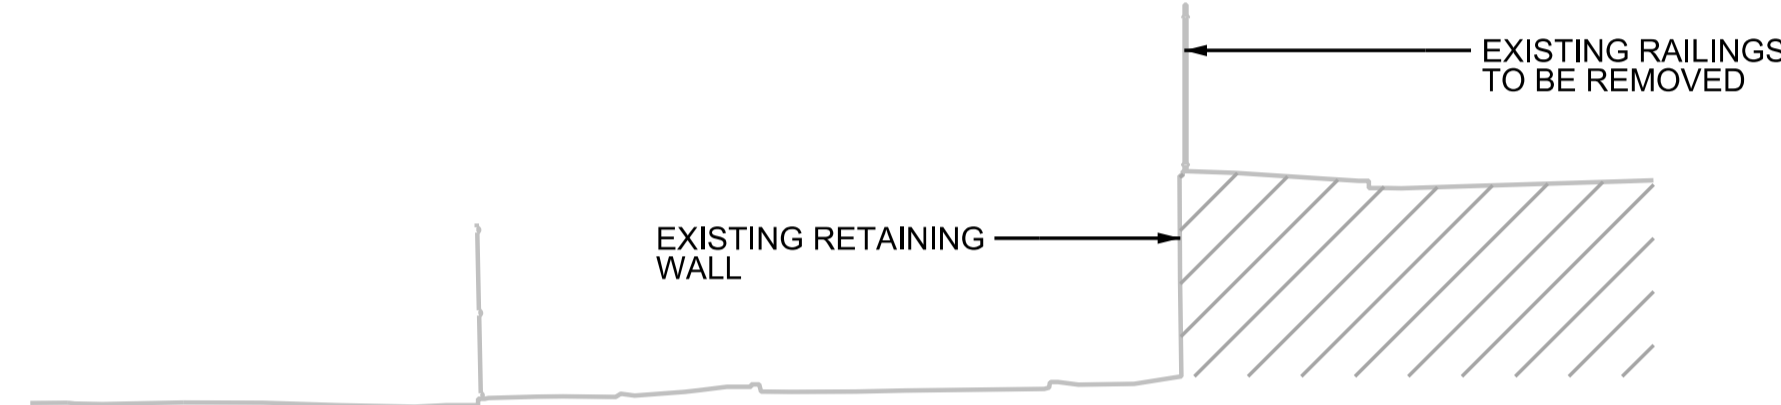 EXISTING RAILINGS
TO BE REMOVED
EXISTING RETAINING
WALL